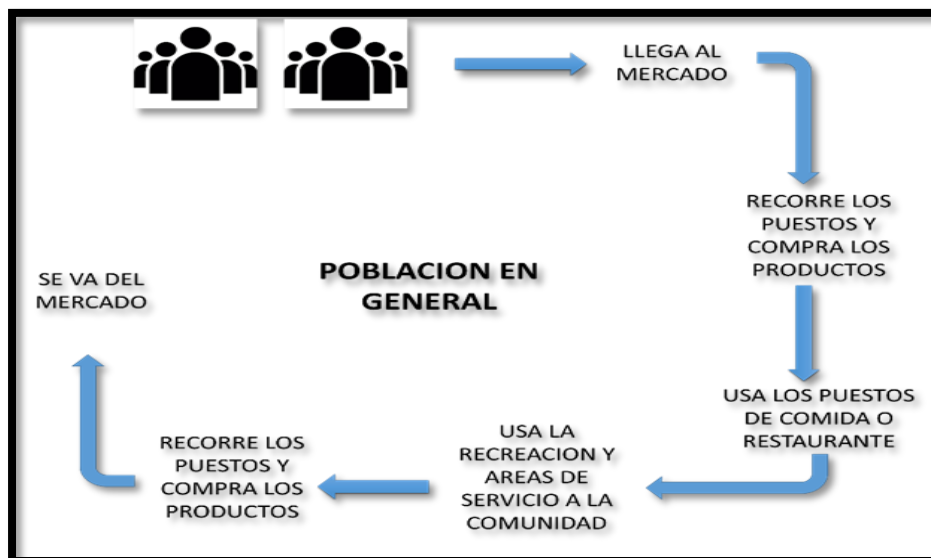 LLEGA AL
MERCADO
RECORRE LOS
PUESTOS Y
COMPRA LOS
PRODUCTOS
POBLACION EN
GENERAL
SE VA DEL
MERCADO
USA LOS PUESTOS
DE COMIDA O
RESTAURANTE
USA LA
RECREACION Y
AREAS DE
SERVICIO A LA
COMUNIDAD
RECORRE LOS
PUESTOS Y
COMPRA LOS
PRODUCTOS